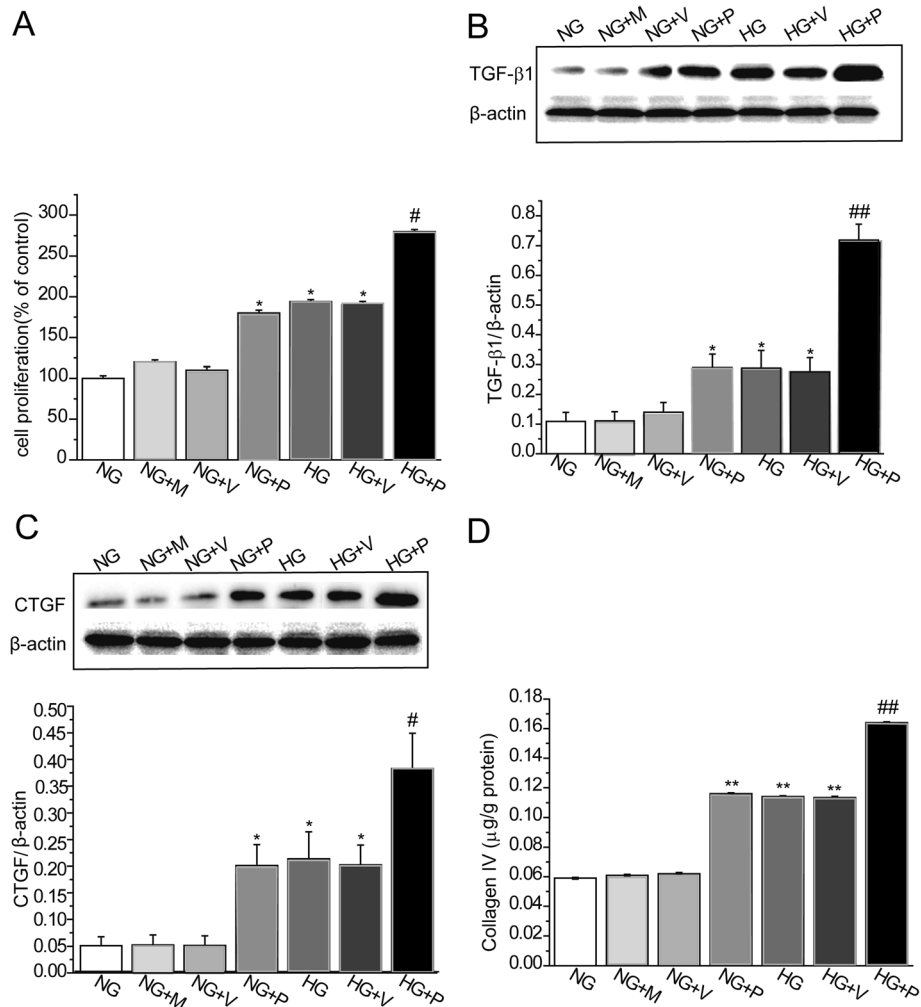 A
cell proliferation(% of control)
300
250
200
150
100
50
0
*
*
*
#
NG
NG+M
NG+V
NG+P
HG
HG+V
HG+P
B
NG
NG+M
NG+V
NG+P
HG
HG+V
HG+P
TGF-β1
β-actin
TGF-β1/β-actin
0.8
0.7
0.6
0.5
0.4
0.3
0.2
0.1
0.0
*
*
*
##
NG
NG+M
NG+V
NG+P
HG
HG+V
HG+P
C
NG
NG+M
NG+V
NG+P
HG
HG+V
HG+P
CTGF
β-actin
CTGF/β-actin
0.50
0.45
0.40
0.35
0.30
0.25
0.20
0.15
0.10
0.05
0.00
*
*
*
#
NG
NG+M
NG+V
NG+P
HG
HG+V
HG+P
D
Collagen IV (μg/g protein)
0.18
0.16
0.14
0.12
0.10
0.08
0.06
0.04
0.02
0.00
**
**
**
##
NG
NG+M
NG+V
NG+P
HG
HG+V
HG+P